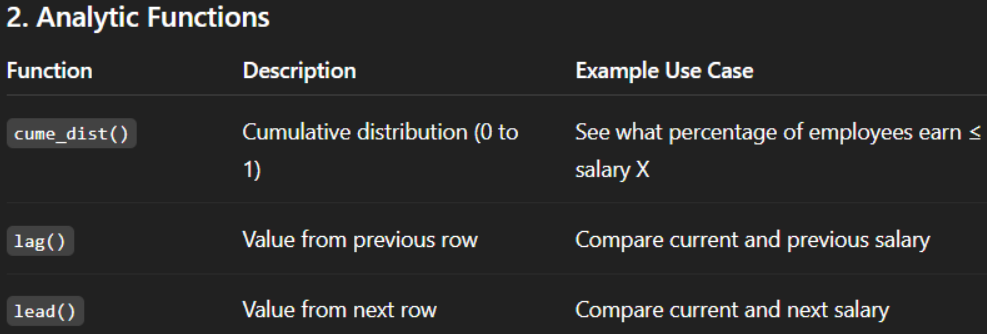 2. Analytic Functions
Function Description Example Use Case
cume_dist() Cumulative distribution (0 to See what percentage of employees earn ≤
1) salary X
lag() Value from previous row Compare current and previous salary
lead() Value from next row Compare current and next salary